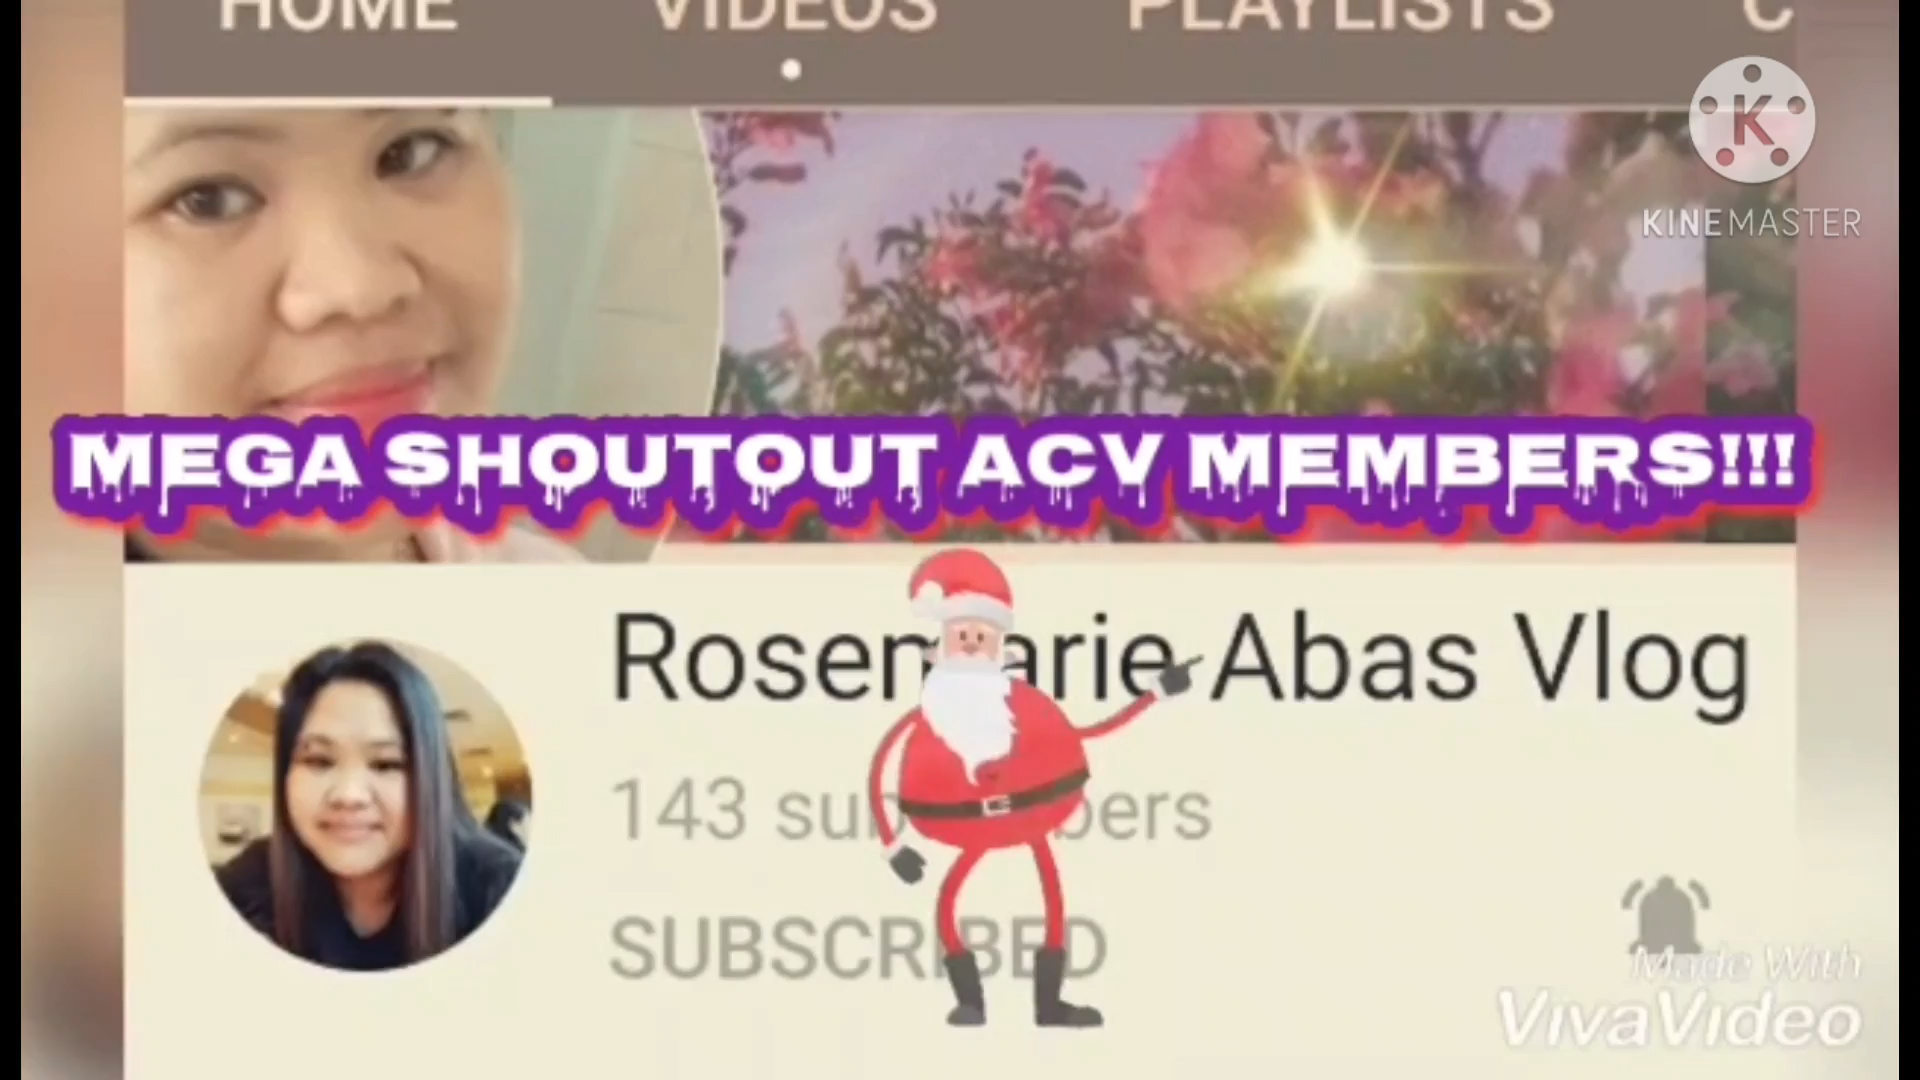 HOME VIDEOS PLAYLISTS C
K
KINEMASTER
MEGA SHOUTOUT ACV MEMBERS!!!
Rosemarie Abas Vlog
143 subscribers
SUBSCRIBED
Made With
VivaVideo